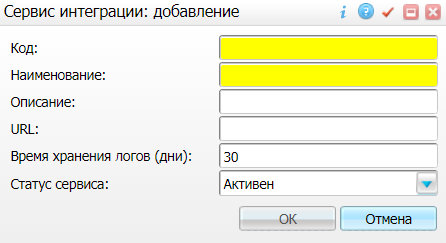 Сервис интеграции: добавление
Код:
Наименование:
Описание:
URL:
Время хранения логов (дни): 30
Статус сервиса: Активен
ОК Отмена